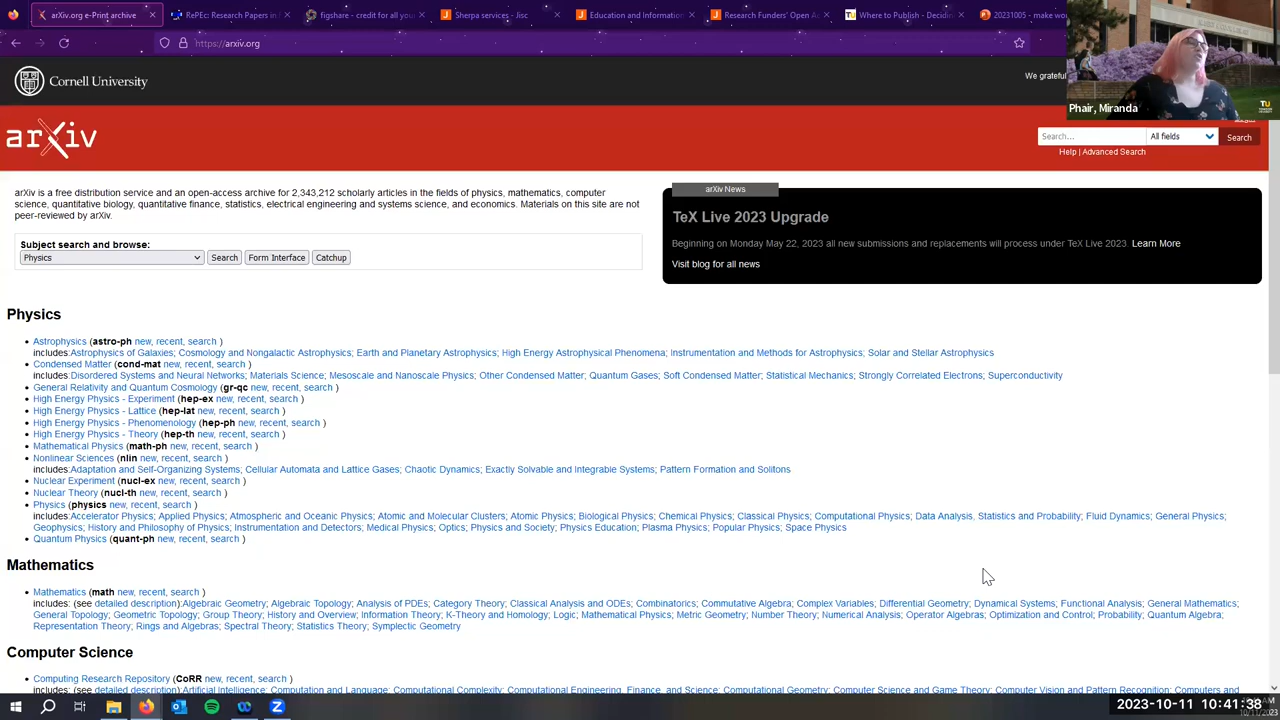 arXiv.org e-Print archive
RePEc: Research Papers in
figshare - credit for all you
Sherpa services - Jisc
Education and Information
Research Funders' Open A
Where to Publish - Decidin
20231005 - make wo
https://arxiv.org
Cornell University
We grateful
Phair, Miranda
TU
arXiv
Search...
All fields
Search
Help | Advanced Search
arXiv is a free distribution service and an open-access archive for 2,343,212 scholarly articles in the fields of physics, mathematics, computer
science, quantitative biology, quantitative finance, statistics, electrical engineering and systems science, and economics. Materials on this site are not
peer-reviewed by arXiv.
Subject search and browse:
Physics
Search
Form Interface
Catchup
arXiv News
TeX Live 2023 Upgrade
Beginning on Monday May 22, 2023 all new submissions and replacements will process under TeX Live 2023. Learn More
Visit blog for all news
Physics
Astrophysics (astro-ph new, recent, search )
includes:Astrophysics of Galaxies; Cosmology and Nongalactic Astrophysics; Earth and Planetary Astrophysics; High Energy Astrophysical Phenomena; Instrumentation and Methods for Astrophysics; Solar and Stellar Astrophysics
Condensed Matter (cond-mat new, recent, search )
includes:Disordered Systems and Neural Networks; Materials Science; Mesoscale and Nanoscale Physics; Other Condensed Matter; Quantum Gases; Soft Condensed Matter; Statistical Mechanics; Strongly Correlated Electrons; Superconductivity
General Relativity and Quantum Cosmology (gr-qc new, recent, search )
High Energy Physics - Experiment (hep-ex new, recent, search )
High Energy Physics - Lattice (hep-lat new, recent, search )
High Energy Physics - Phenomenology (hep-ph new, recent, search )
High Energy Physics - Theory (hep-th new, recent, search )
Mathematical Physics (math-ph new, recent, search )
Nonlinear Sciences (nlin new, recent, search )
includes:Adaptation and Self-Organizing Systems; Cellular Automata and Lattice Gases; Chaotic Dynamics; Exactly Solvable and Integrable Systems; Pattern Formation and Solitons
Nuclear Experiment (nucl-ex new, recent, search )
Nuclear Theory (nucl-th new, recent, search )
Physics (physics new, recent, search )
includes:Accelerator Physics; Applied Physics; Atmospheric and Oceanic Physics; Atomic and Molecular Clusters; Atomic Physics; Biological Physics; Chemical Physics; Classical Physics; Computational Physics; Data Analysis, Statistics and Probability; Fluid Dynamics; General Physics;
Geophysics; History and Philosophy of Physics; Instrumentation and Detectors; Medical Physics; Optics; Physics and Society; Physics Education; Plasma Physics; Popular Physics; Space Physics
Quantum Physics (quant-ph new, recent, search )
Mathematics
Mathematics (math new, recent, search )
includes: (see detailed description):Algebraic Geometry; Algebraic Topology; Analysis of PDEs; Category Theory; Classical Analysis and ODEs; Combinatorics; Commutative Algebra; Complex Variables; Differential Geometry; Dynamical Systems; Functional Analysis; General Mathematics;
General Topology; Geometric Topology; Group Theory; History and Overview; Information Theory; K-Theory and Homology; Logic; Mathematical Physics; Metric Geometry; Number Theory; Numerical Analysis; Operator Algebras; Optimization and Control; Probability; Quantum Algebra;
Representation Theory; Rings and Algebras; Spectral Theory; Statistics Theory; Symplectic Geometry
Computer Science
Computing Research Repository (CoRR new, recent, search )
includes: (see detailed description):Artificial Intelligence; Computation and Language; Computational Complexity; Computational Engineering, Finance, and Science; Computational Geometry; Computer Science and Game Theory; Computer Vision and Pattern Recognition; Computers and
2023-10-11 10:41:38